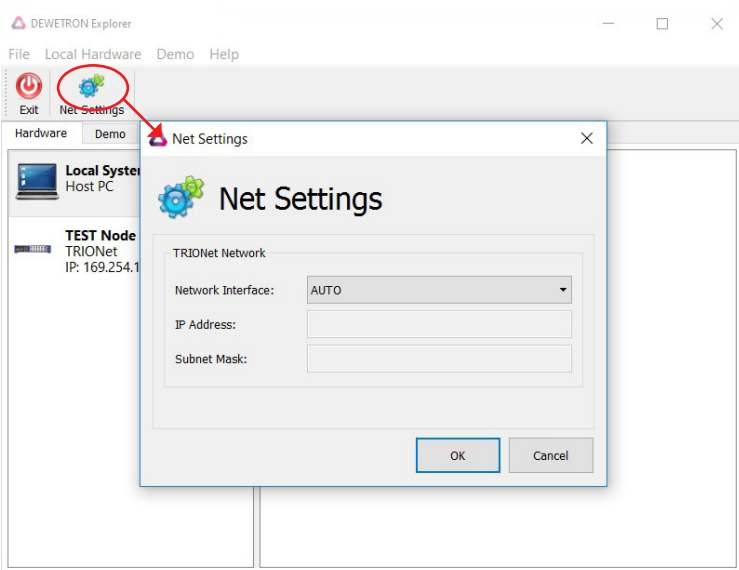 DEWETRON Explorer
File Local Hardware Demo Help
Exit Net Settings
Hardware Demo
Local System
Host PC
TEST Node
TRIONet
IP: 169.254.1
Net Settings
Net Settings
TRIONet Network
Network Interface: AUTO
IP Address:
Subnet Mask:
OK Cancel